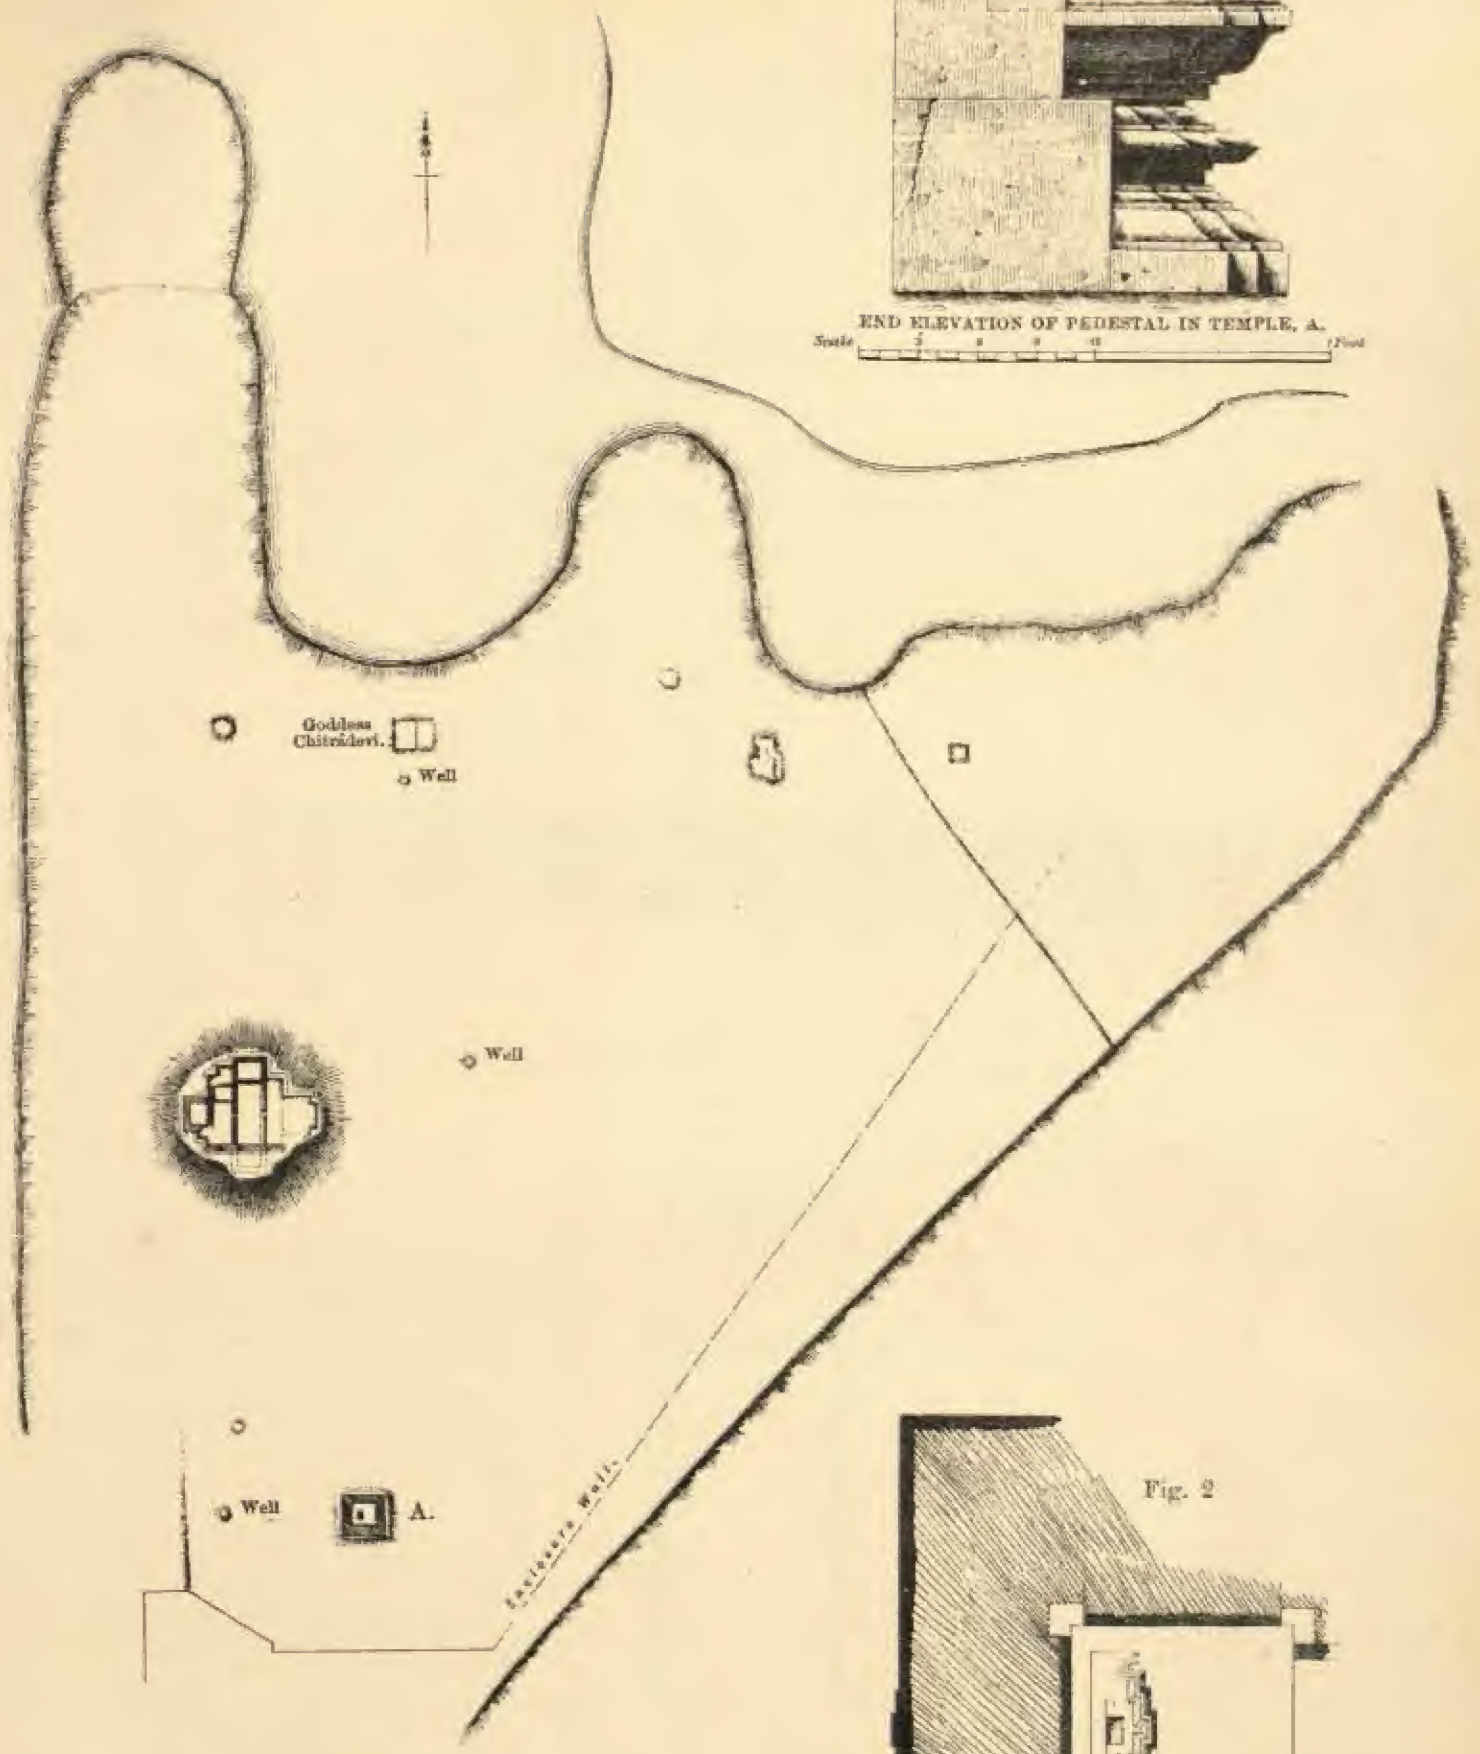 END ELEVATION OF PEDESTAL IN TEMPLE, A.
Scale
Feet
Goddess
Chitrâdevi.
Well
Well
Well
A.
Enclosure Wall.
Fig. 2